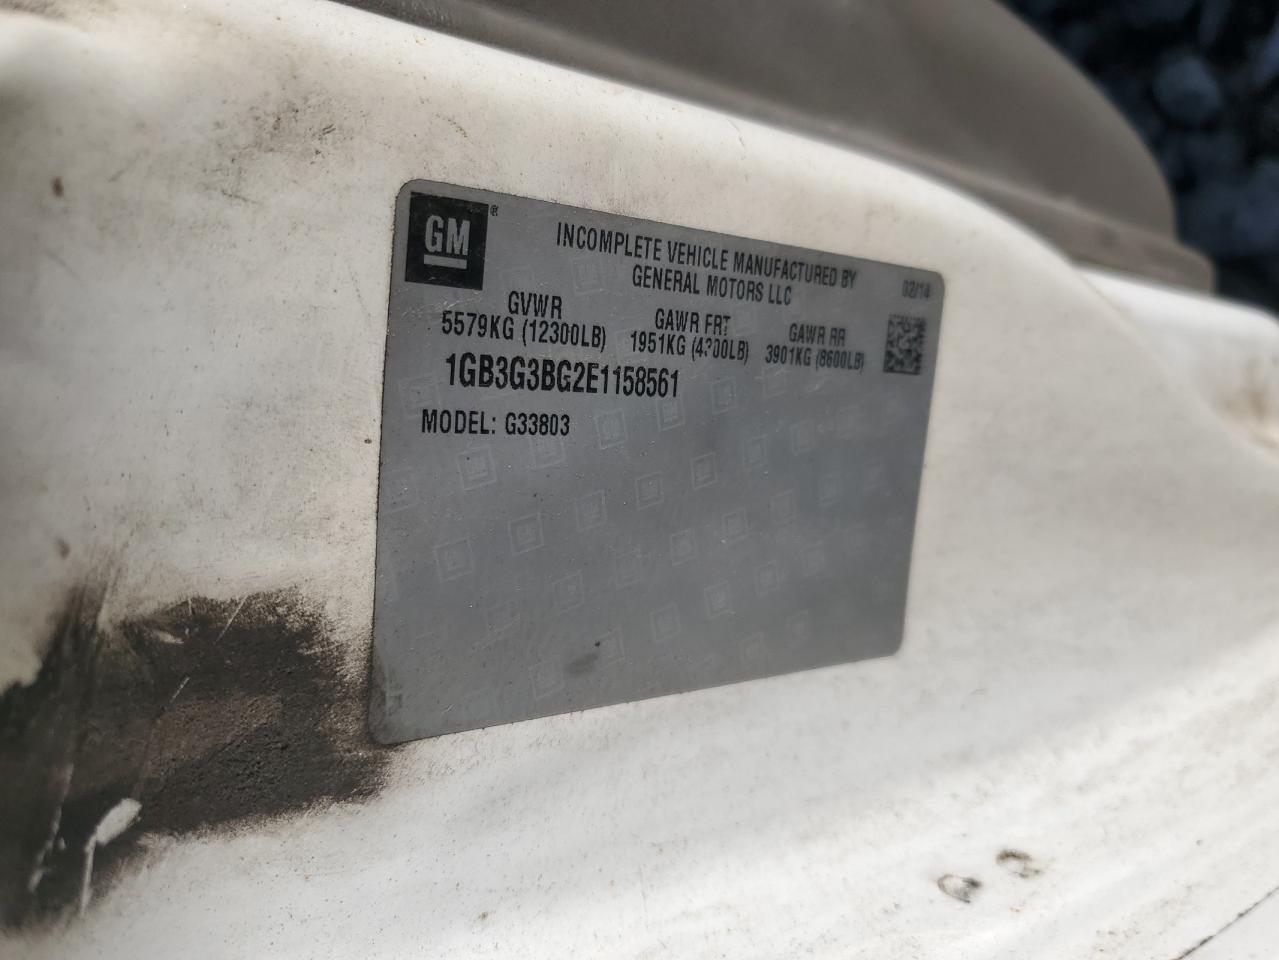 GM ®
INCOMPLETE VEHICLE MANUFACTURED BY
GENERAL MOTORS LLC
02/14
GVWR
5579KG (12300LB)
GAWR FRT
1951KG (4300LB)
GAWR RR
3901KG (8600LB)
1GB3G3BG2E1158561
MODEL: G33803